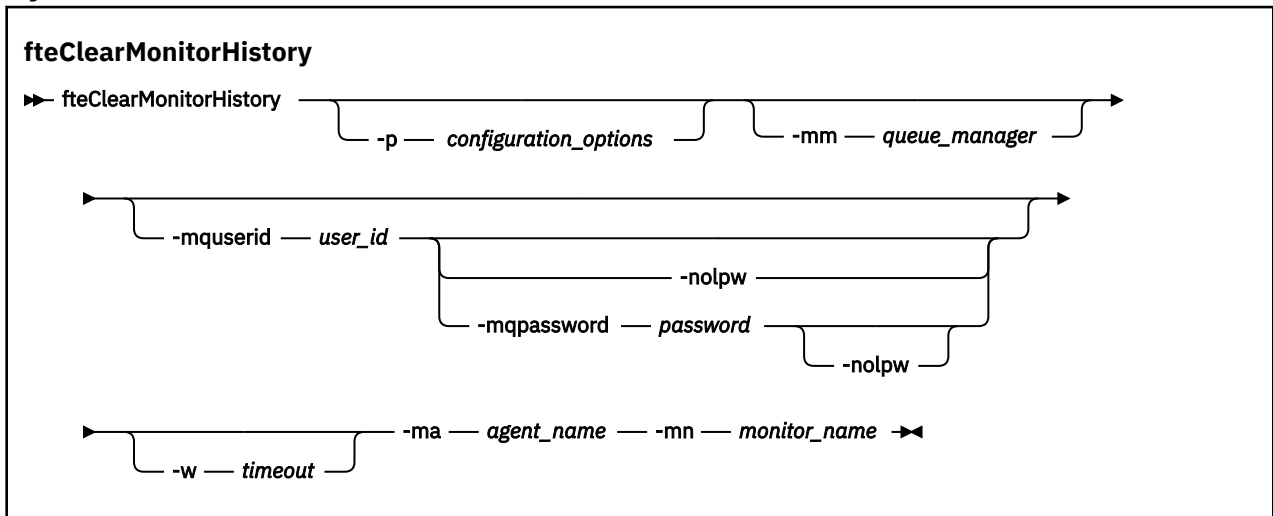 fteClearMonitorHistory
fteClearMonitorHistory
-p configuration_options -mm queue_manager
-mquserid user_id
-nolpw
-mqpassword password
-nolpw
-ma agent_name -mn monitor_name
-w timeout